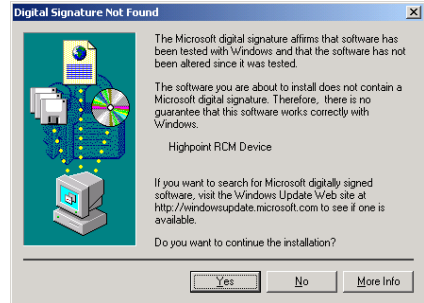 Digital Signature Not Found
The Microsoft digital signature affirms that software has
been tested with Windows and that the software has not
been altered since it was tested.
The software you are about to install does not contain a
Microsoft digital signature. Therefore, there is no
guarantee that this software works correctly with
Windows.
Highpoint RCM Device
If you want to search for Microsoft digitally signed
software, visit the Windows Update Web site at
http://windowsupdate.microsoft.com to see if one is
available.
Do you want to continue the installation?
Yes No More Info